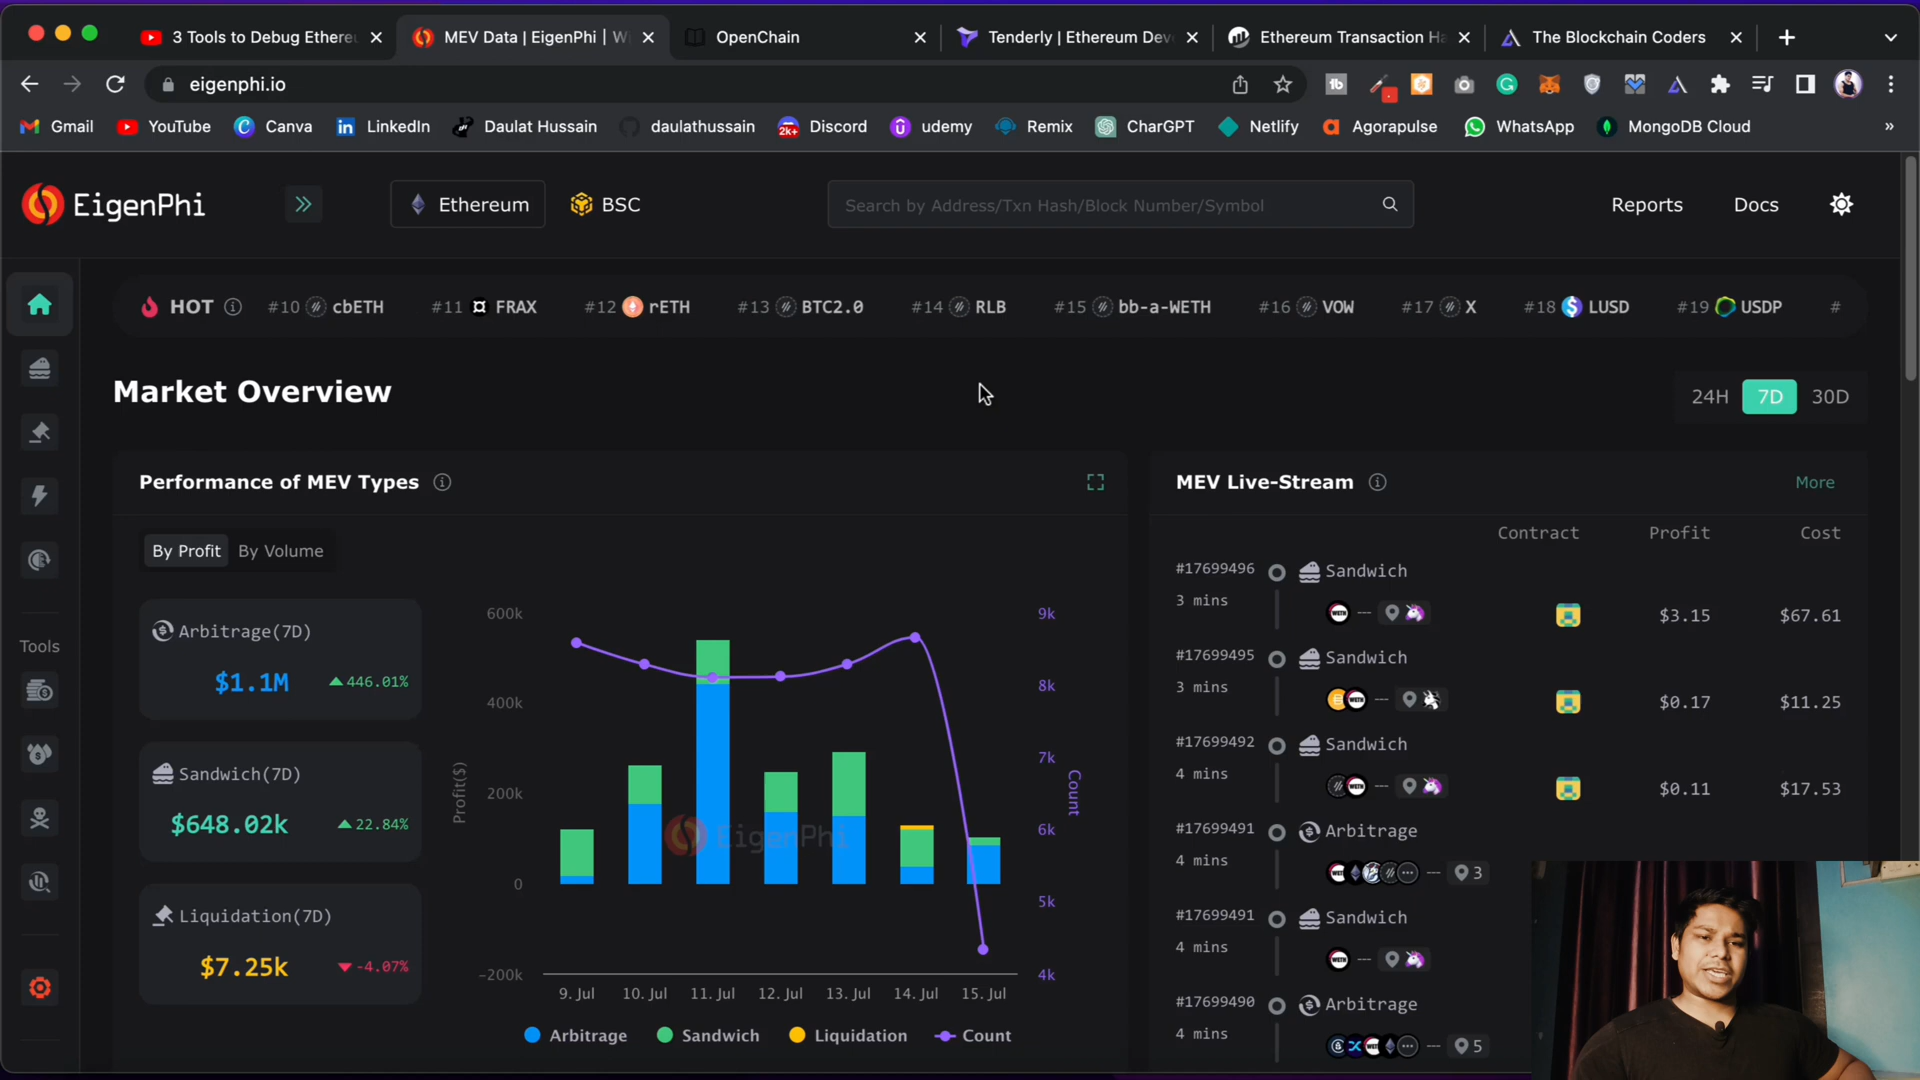 3 Tools to Debug Ethere
MEV Data | EigenPhi | W
OpenChain
Tenderly | Ethereum Dev
Ethereum Transaction Ha
The Blockchain Coders
eigenphi.io
Gmail
YouTube
Canva
LinkedIn
Daulat Hussain
daulathussain
Discord
udemy
Remix
CharGPT
Netlify
Agorapulse
WhatsApp
MongoDB Cloud
EigenPhi
Ethereum
BSC
Search by Address/Txn Hash/Block Number/Symbol
Reports
Docs
HOT
#10 cbETH
#11 FRAX
#12 rETH
#13 BTC2.0
#14 RLB
#15 bb-a-WETH
#16 VOW
#17 X
#18 LUSD
#19 USDP
#
Market Overview
24H 7D 30D
Performance of MEV Types
By Profit By Volume
Arbitrage(7D)
$1.1M 446.01%
Sandwich(7D)
$648.02k 22.84%
Liquidation(7D)
$7.25k -4.07%
Tools
600k
400k
200k
0
-200k
Profit($)
9k
8k
7k
6k
5k
4k
Count
EigenPhi
9. Jul 10. Jul 11. Jul 12. Jul 13. Jul 14. Jul 15. Jul
Arbitrage Sandwich Liquidation Count
MEV Live-Stream
More
Contract Profit Cost
#17699496 Sandwich
3 mins
$3.15 $67.61
#17699495 Sandwich
3 mins
$0.17 $11.25
#17699492 Sandwich
4 mins
$0.11 $17.53
#17699491 Arbitrage
4 mins
3
#17699491 Sandwich
4 mins
#17699490 Arbitrage
4 mins
5